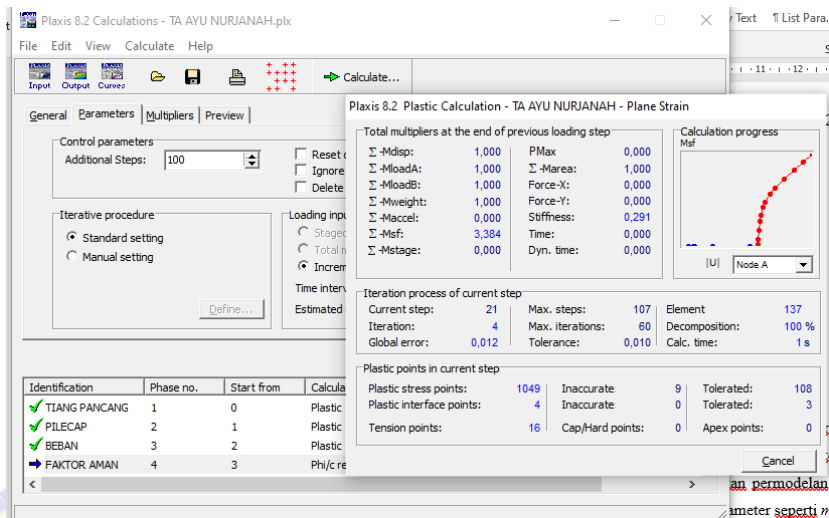 Plaxis 8.2 Calculations - TA AYU NURJANAH.plx
File Edit View Calculate Help
Input Output Curves Calculate...
General Parameters Multipliers Preview
Control parameters
Additional Steps: 100
Reset
Ignore
Delete
Iterative procedure
Standard setting
Manual setting
Define...
Loading
Staged
Total
Increm
Time interv
Estimated
Identification Phase no. Start from Calcula
TIANG PANCANG 1 0 Plastic
PILECAP 2 1 Plastic
BEBAN 3 2 Plastic
FAKTOR AMAN 4 3 Phi/c re
Plaxis 8.2 Plastic Calculation - TA AYU NURJANAH - Plane Strain
Total multipliers at the end of previous loading step
Σ -Mdisp: 1,000 PMax 0,000
Σ -MloadA: 1,000 Σ -Marea: 1,000
Σ -MloadB: 1,000 Force-X: 0,000
Σ -Mweight: 1,000 Force-Y: 0,000
Σ -Maccel: 0,000 Stiffness: 0,291
Σ -Msf: 3,384 Time: 0,000
Σ -Mstage: 0,000 Dyn. time: 0,000
Calculation progress
Msf
|U| Node A
Iteration process of current step
Current step: 21 Max. steps: 107 Element 137
Iteration: 4 Max. iterations: 60 Decomposition: 100 %
Global error: 0,012 Tolerance: 0,010 Calc. time: 1 s
Plastic points in current step
Plastic stress points: 1049 Inaccurate 9 Tolerated: 108
Plastic interface points: 4 Inaccurate 0 Tolerated: 3
Tension points: 16 Cap/Hard points: 0 Apex points: 0
Cancel
Text ¶ List Para.
11 12
an permodelan
ameter seperti